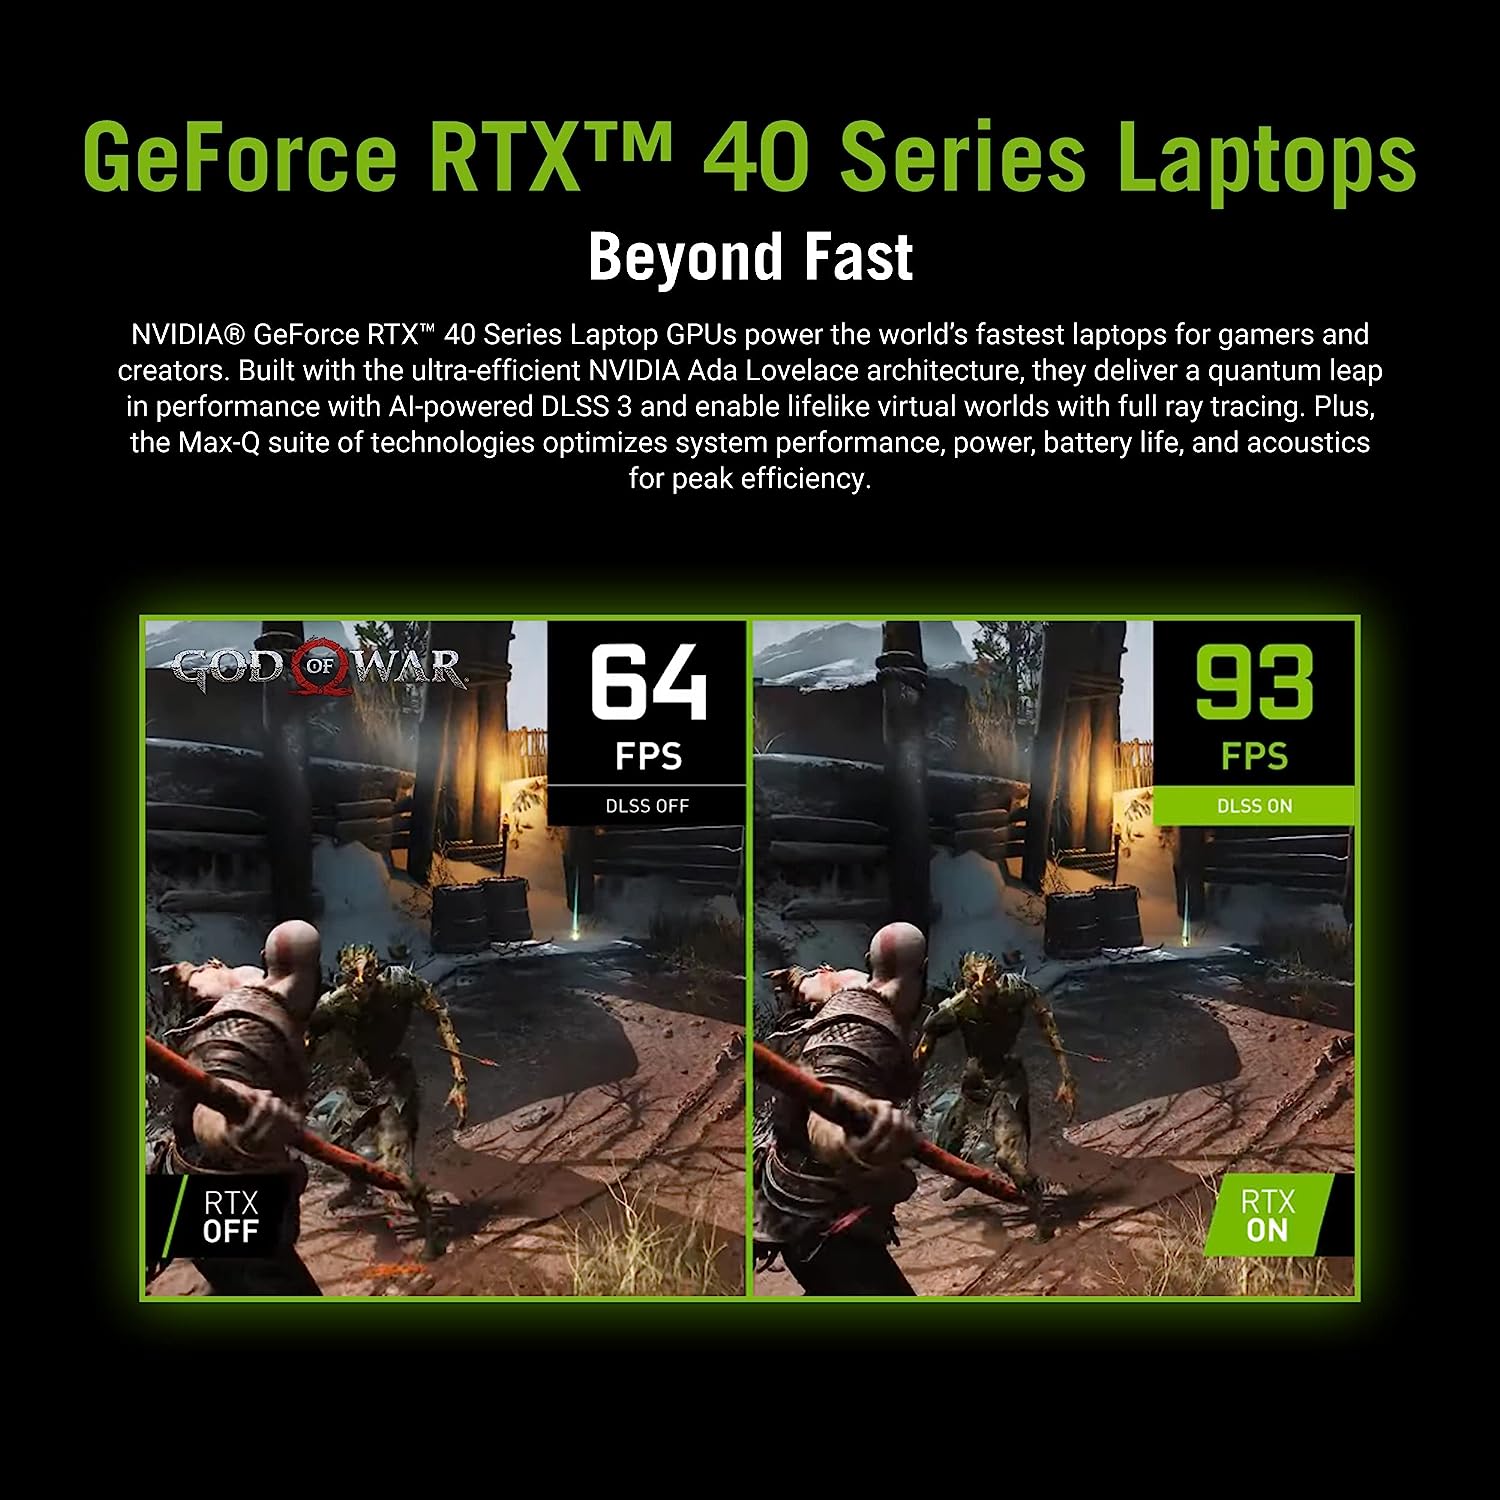 GeForce RTX™ 40 Series Laptops
Beyond Fast
NVIDIA® GeForce RTX™ 40 Series Laptop GPUs power the world’s fastest laptops for gamers and
creators. Built with the ultra-efficient NVIDIA Ada Lovelace architecture, they deliver a quantum leap
in performance with AI-powered DLSS 3 and enable lifelike virtual worlds with full ray tracing. Plus,
the Max-Q suite of technologies optimizes system performance, power, battery life, and acoustics
for peak efficiency.
GOD OF WAR
64
FPS
DLSS OFF
RTX
OFF
93
FPS
DLSS ON
RTX
ON